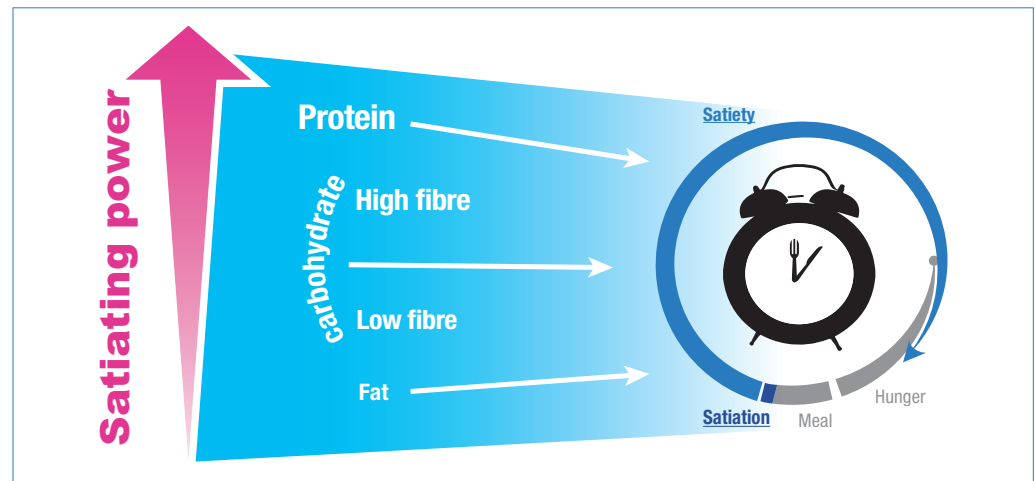 Satiating power
Protein
carbohydrate
High fibre
Low fibre
Fat
Satiety
Satiation
Meal
Hunger